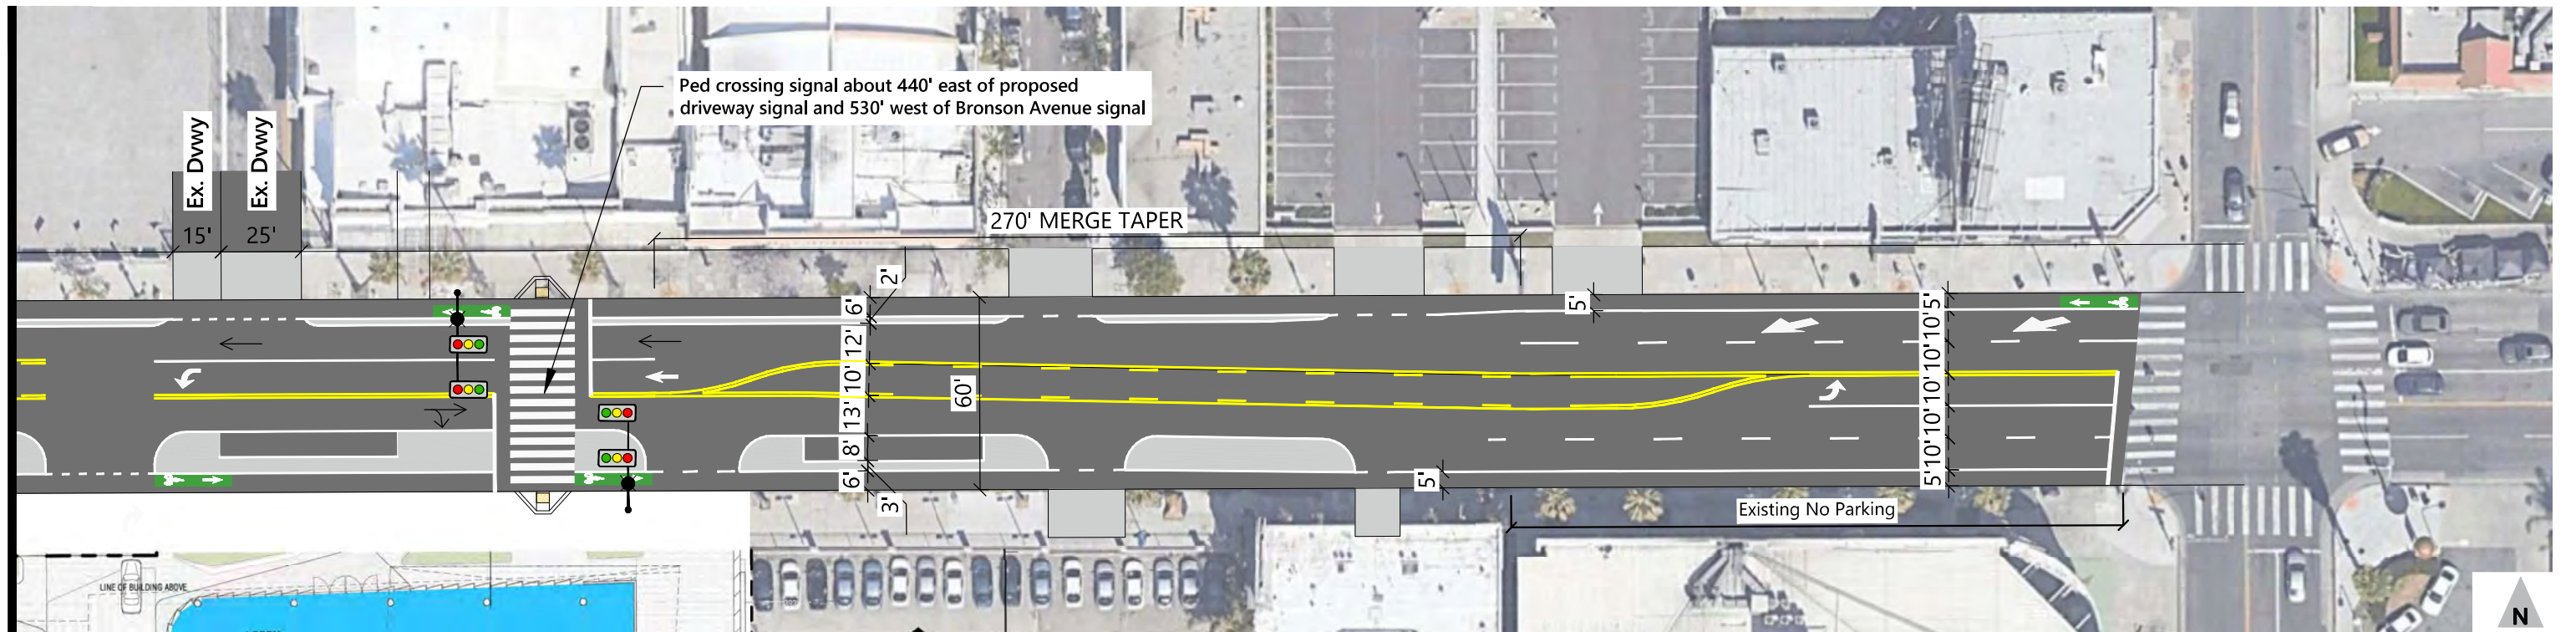 Ped crossing signal about 440' east of proposed
driveway signal and 530' west of Bronson Avenue signal
Ex. Dvwy
Ex. Dvwy
15'
25'
270' MERGE TAPER
2'
6'
12'
10'
13'
8'
6'
3'
60'
5'
5'
5'
10'
10'
10'
10'
10'
5'
Existing No Parking
LINE OF BUILDING ABOVE
N